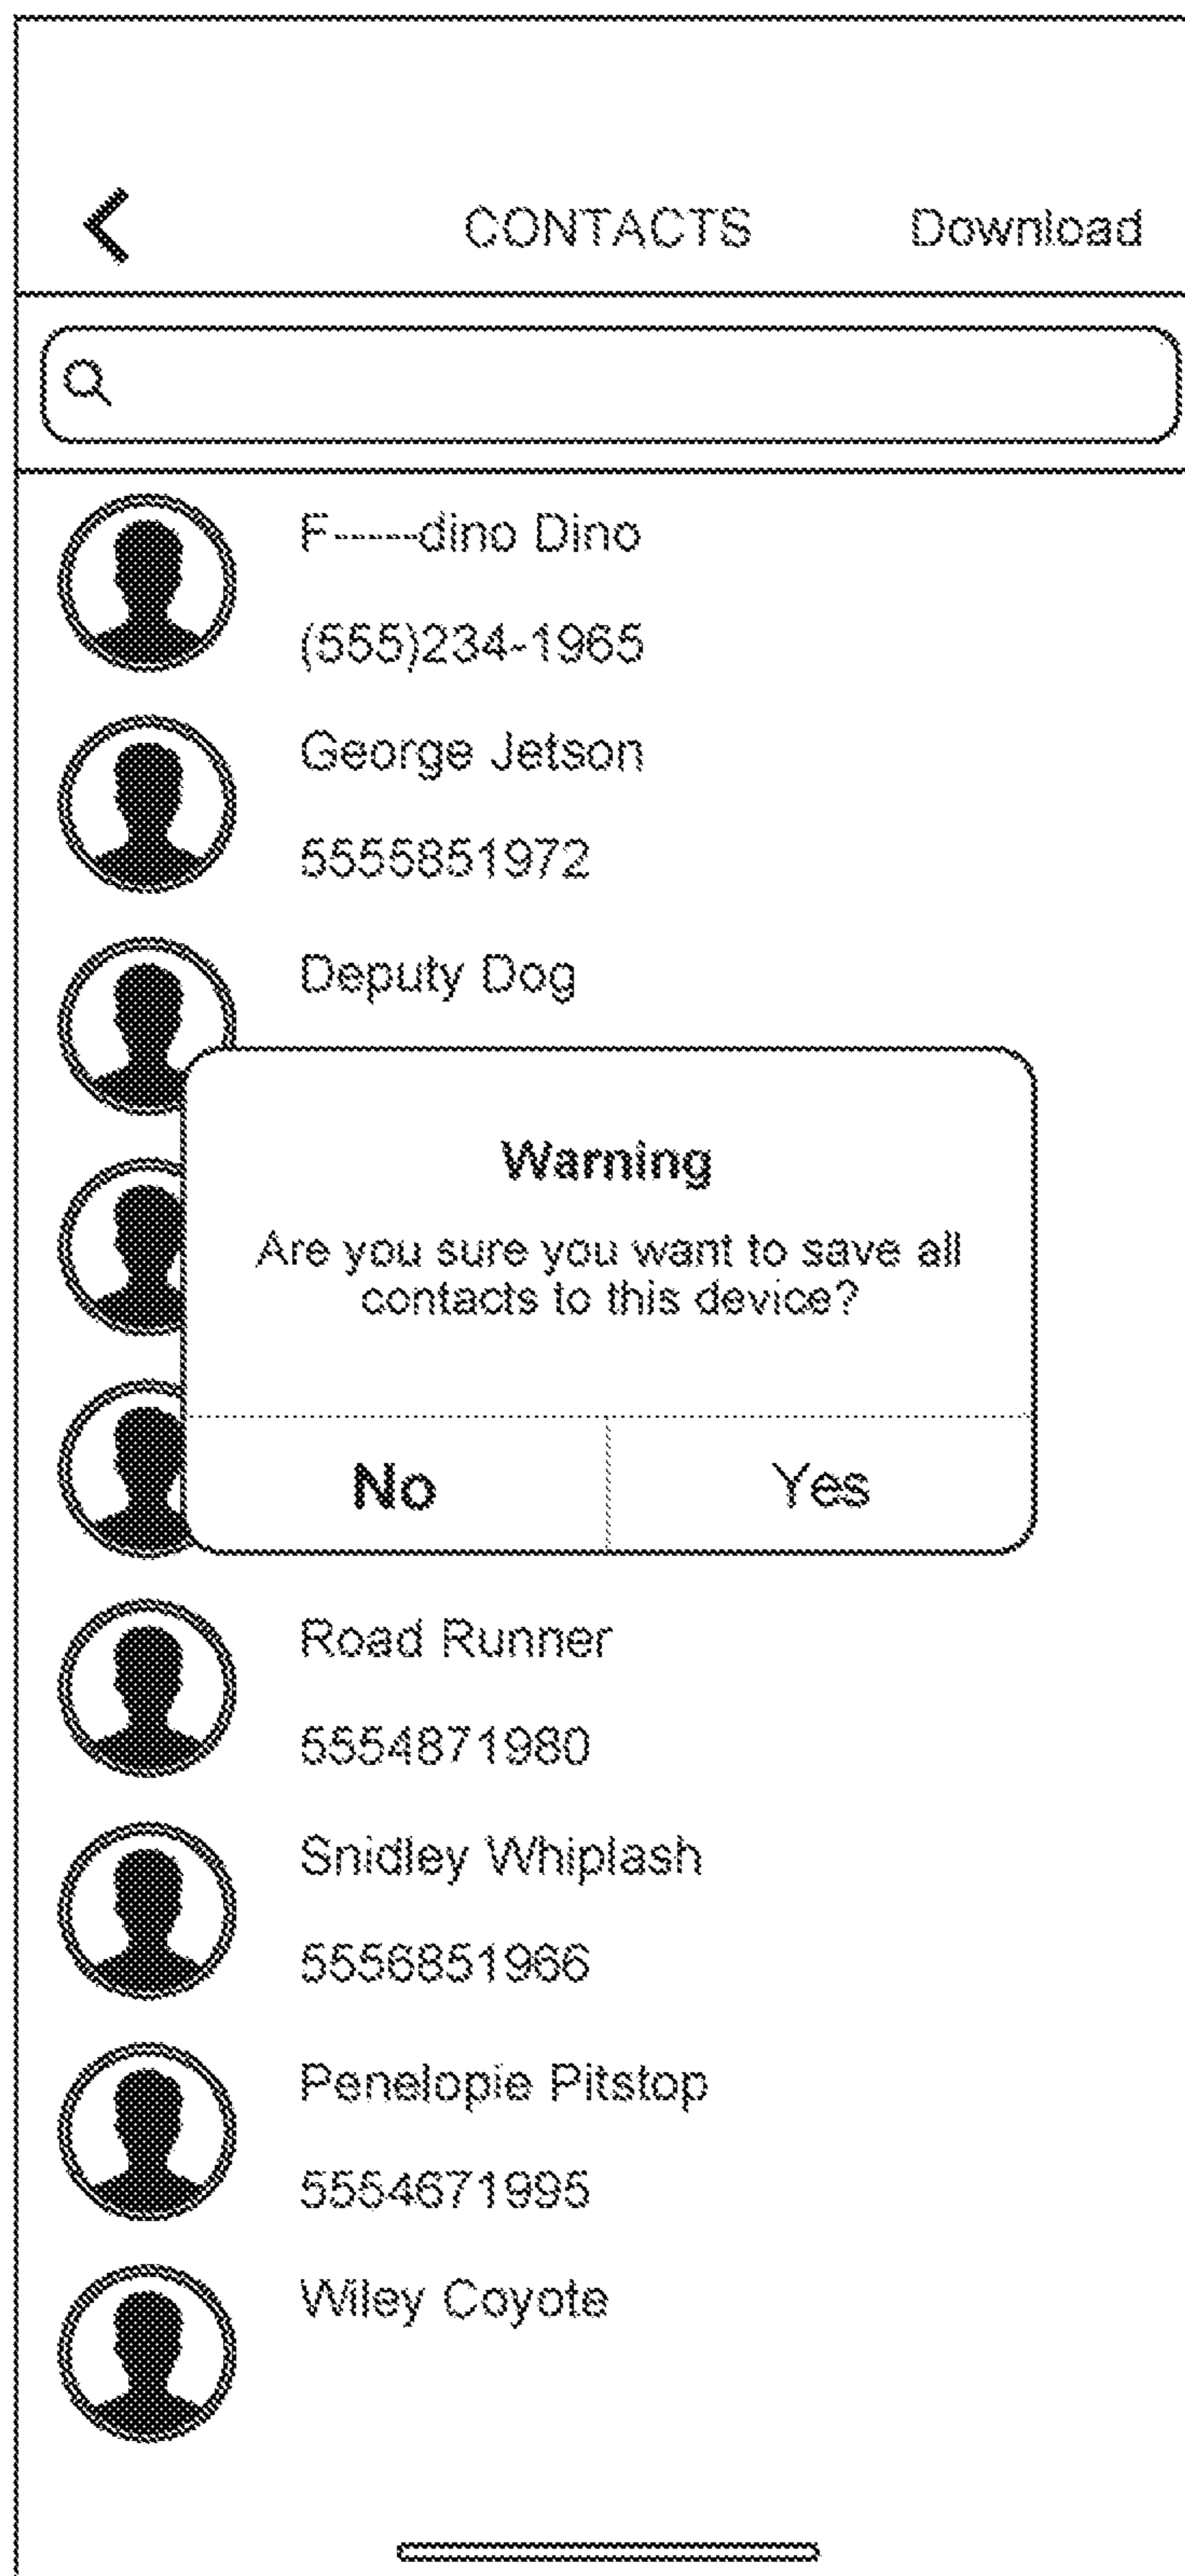 CONTACTS Download
F------dino Dino
(555)234-1965
George Jetson
5555851972
Deputy Dog
Warning
Are you sure you want to save all
contacts to this device?
No Yes
Road Runner
5554871980
Snidley Whiplash
5556851966
Penelopie Pitstop
5554671995
Wiley Coyote